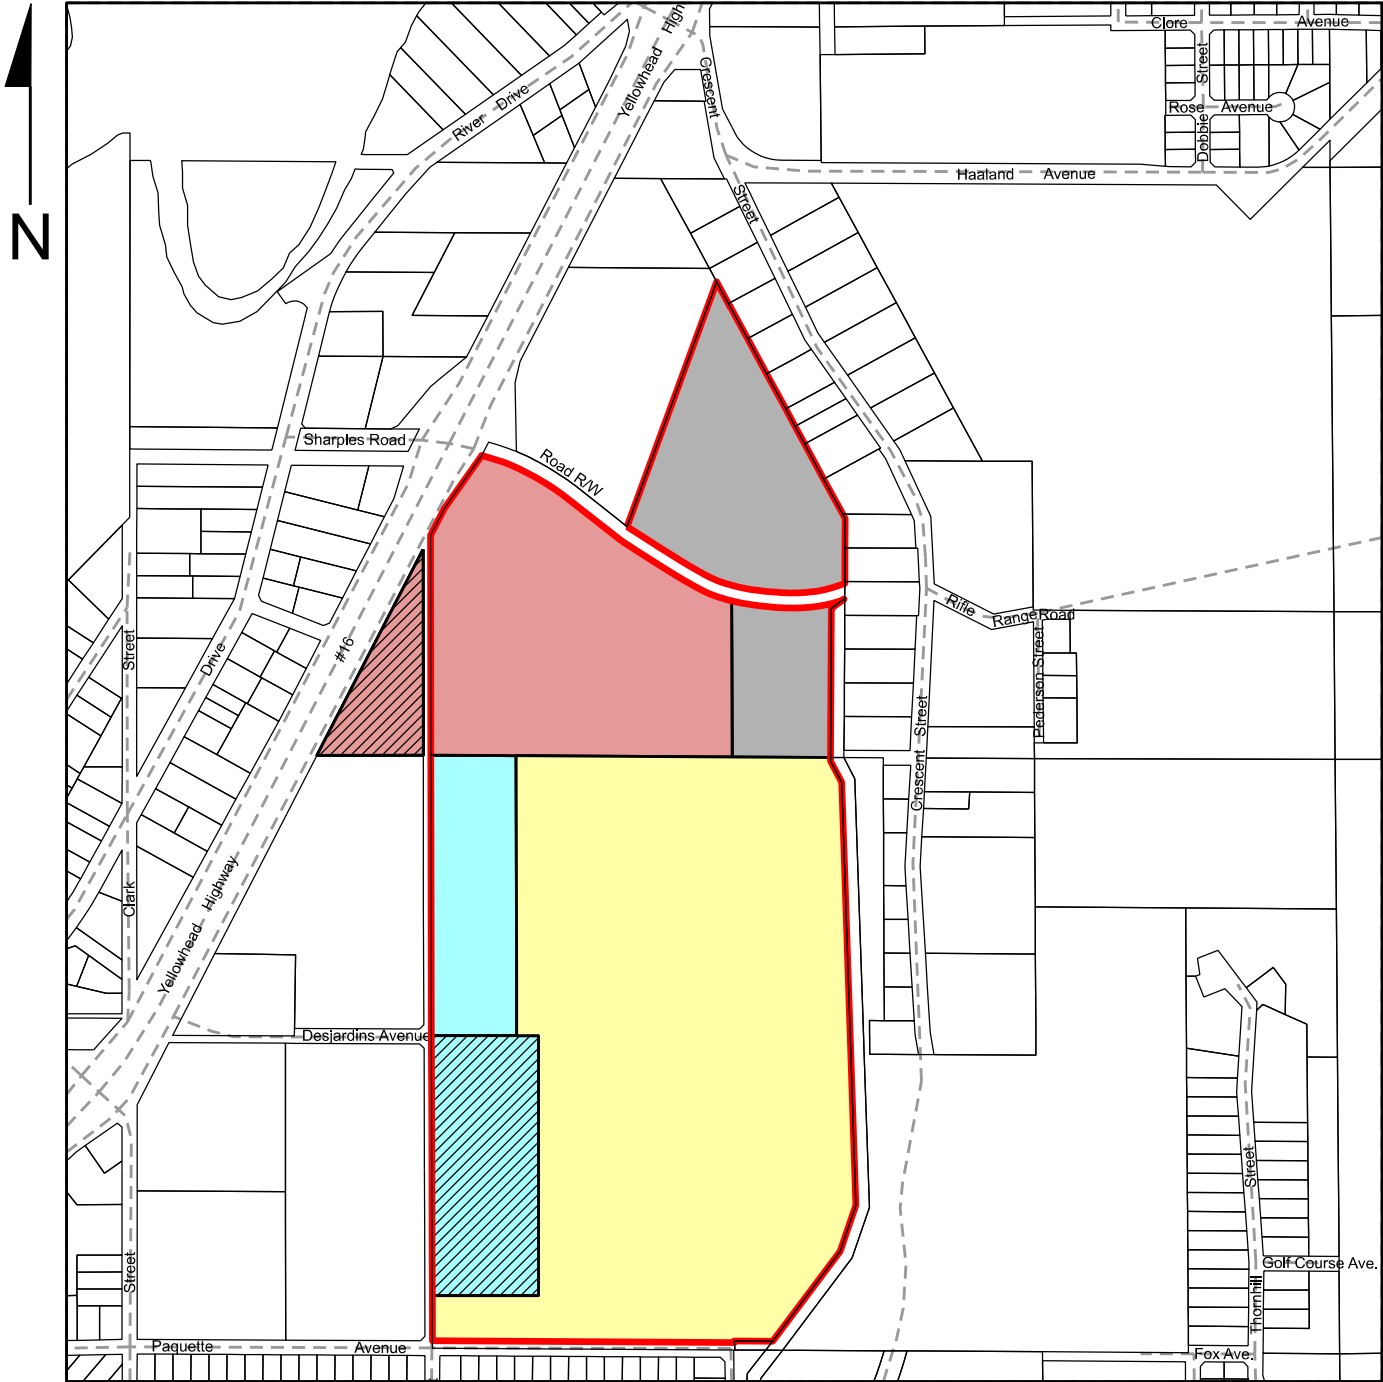 High
Clore Avenue
Yellowhead
Crescent
Street
Drive
River
Rose Avenue
Dobbie
Haaland Avenue
Street
N
Sharples Road
Road R/W
Rifle
Range Road
Pederson Street
#16
Street
Drive
Crescent Street
Highway
Clark
Yellowhead
Desjardins Avenue
Street
Street
Golf Course Ave.
Thornhill
Paquette Avenue
Fox Ave.